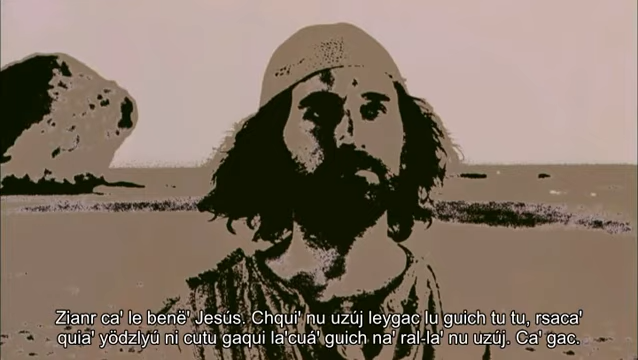 Zianr ca' le benë' Jesús. Chqui' nu uzúj leygac lu guich tu tu, rsaca'
quia' yödzlyú ni cutu gaqui la'cuá' guich na' ral-la' nu uzúj. Ca' gac.